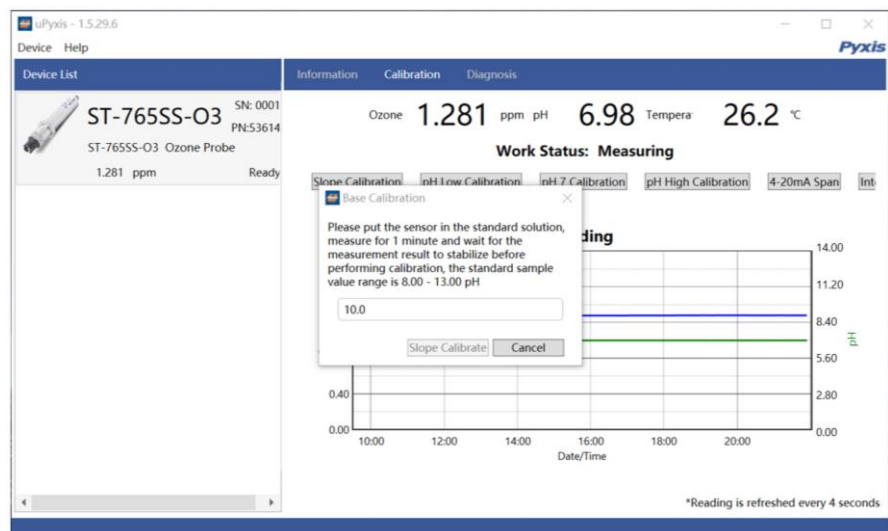 uPyxis - 1.5.29.6
Device Help
Pyxis
Device List
Information Calibration Diagnosis
ST-765SS-O3
SN: 0001
PN:53614
ST-765SS-O3 Ozone Probe
1.281 ppm Ready
Ozone 1.281 ppm pH 6.98 Tempera 26.2 °C
Work Status: Measuring
Slope Calibration pH Low Calibration pH 7 Calibration pH High Calibration 4-20mA Span Int
Base Calibration
Please put the sensor in the standard solution,
measure for 1 minute and wait for the
measurement result to stabilize before
performing calibration, the standard sample
value range is 8.00 - 13.00 pH
10.0
Slope Calibrate Cancel
ding
14.00
11.20
8.40
5.60
2.80
0.00
pH
0.40
0.00
10:00 12:00 14:00 16:00 18:00 20:00
Date/Time
*Reading is refreshed every 4 seconds